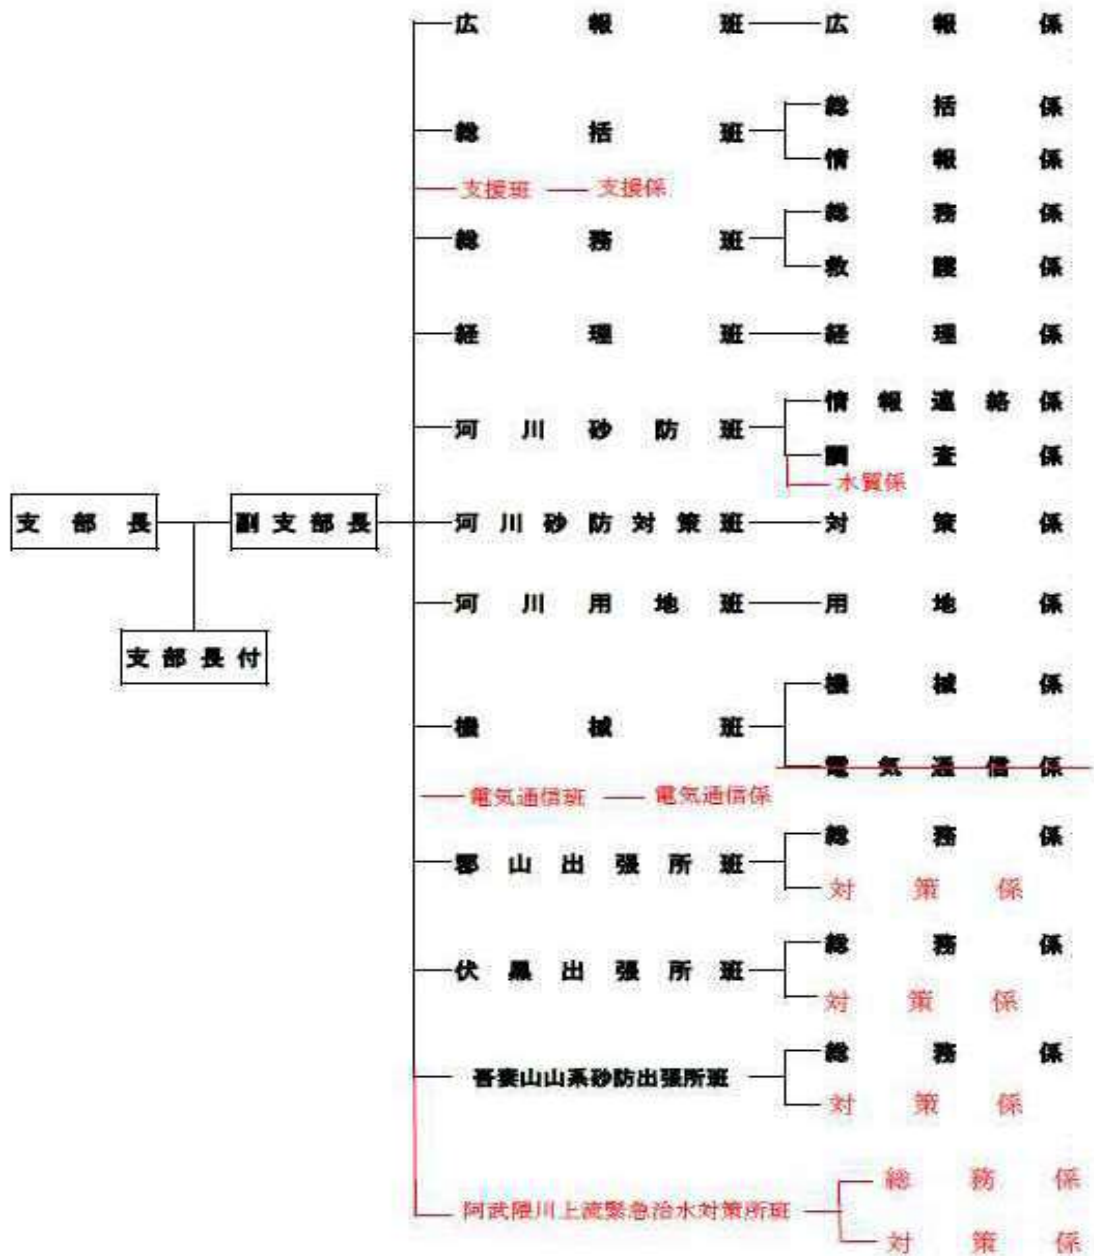 広報班 広報係
総括班 総括係
情報係
支援班 支援係
総務班 総務係
救護係
経理班 経理係
河川砂防班 情報連絡係
調査係
水質係
支部長 副支部長 河川砂防対策班 対策係
河川用地班 用地係
支部長付
機械班 機械係
電気通信係
電気通信班 電気通信係
郡山出張所班 総務係
対策係
伏黒出張所班 総務係
対策係
吾妻山山系砂防出張所班 総務係
対策係
阿武隈川上流緊急治水対策所班 総務係
対策係